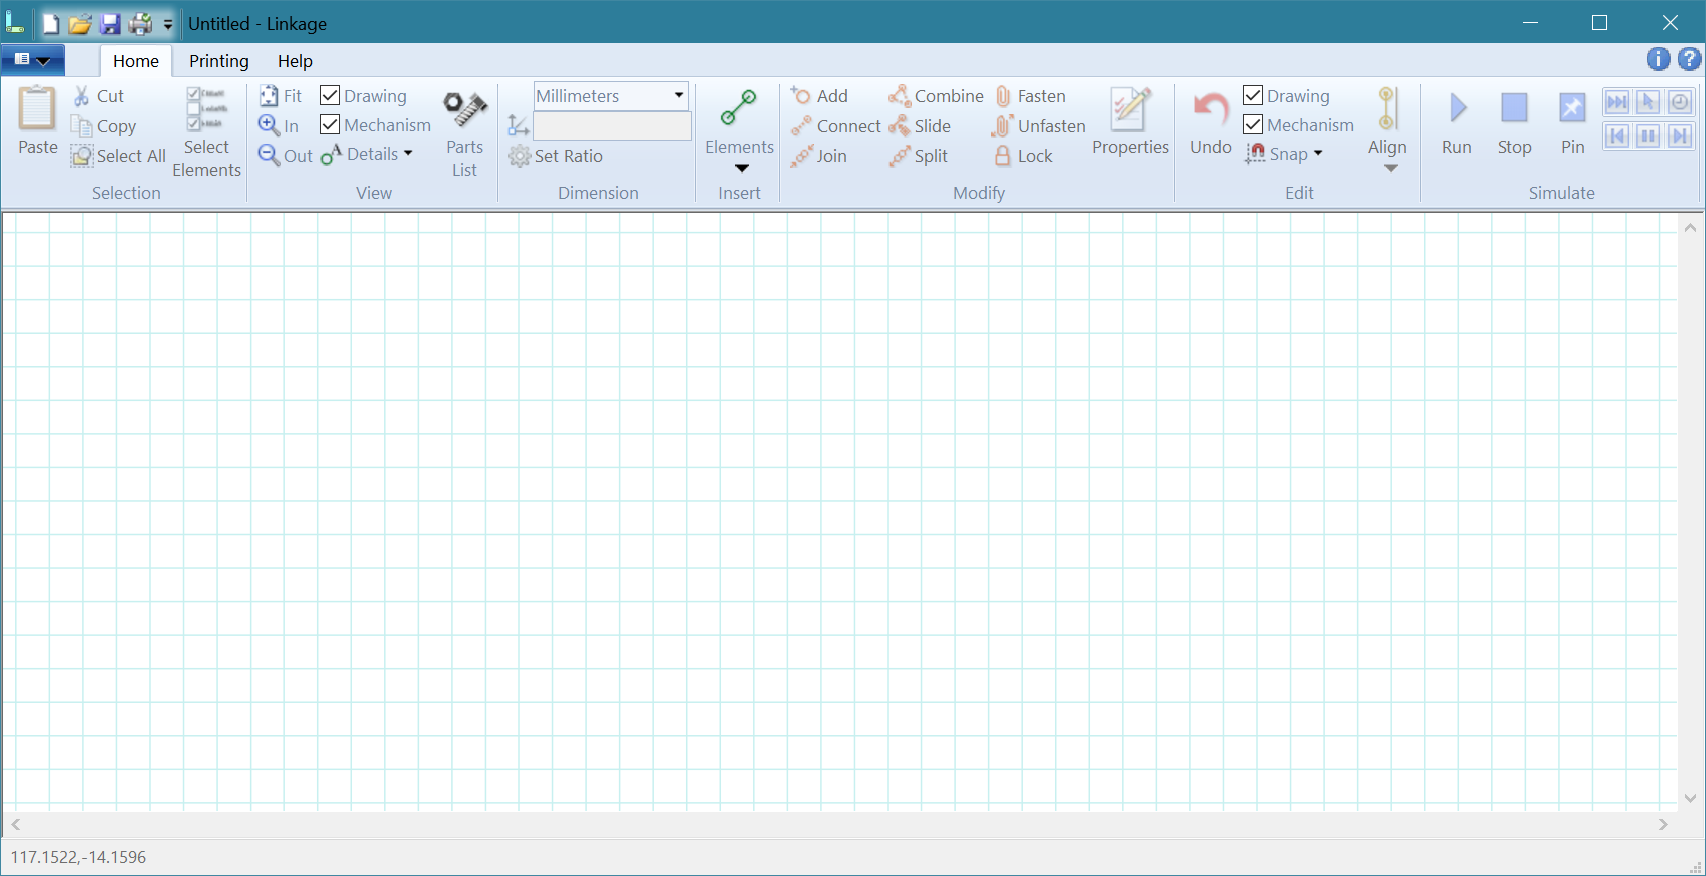 Untitled - Linkage
Home Printing Help
Paste
Cut
Copy
Select All
Select
Elements
Selection
Fit
In
Out
Drawing
Mechanism
Details
Parts
List
View
Millimeters
Set Ratio
Dimension
Elements
Insert
Add
Connect
Join
Combine
Slide
Split
Fasten
Unfasten
Lock
Properties
Modify
Undo
Drawing
Mechanism
Snap
Align
Edit
Run
Stop
Pin
Simulate
117.1522,-14.1596